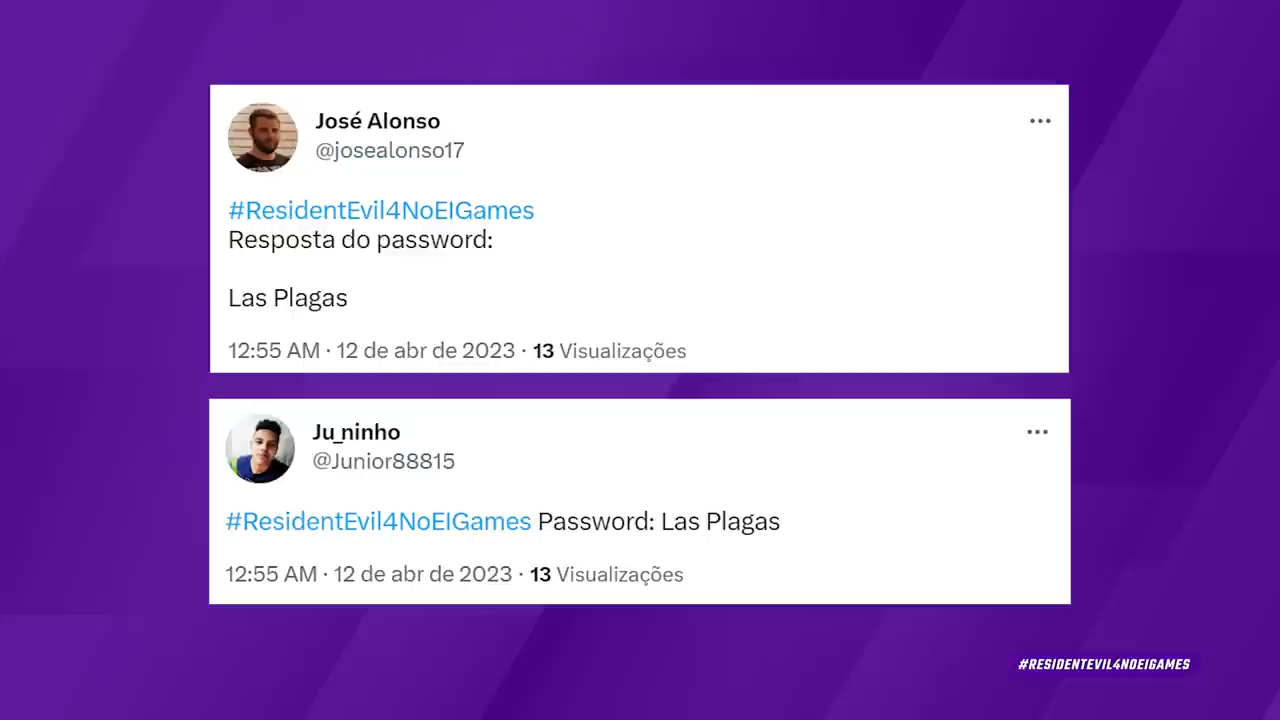 José Alonso
@josealonso17
#ResidentEvil4NoEIGames
Resposta do password:
Las Plagas
12:55 AM · 12 de abr de 2023 · 13 Visualizações
Ju_ninho
@Junior88815
#ResidentEvil4NoEIGames Password: Las Plagas
12:55 AM · 12 de abr de 2023 · 13 Visualizações
#RESIDENTEVIL4NOEIGAMES